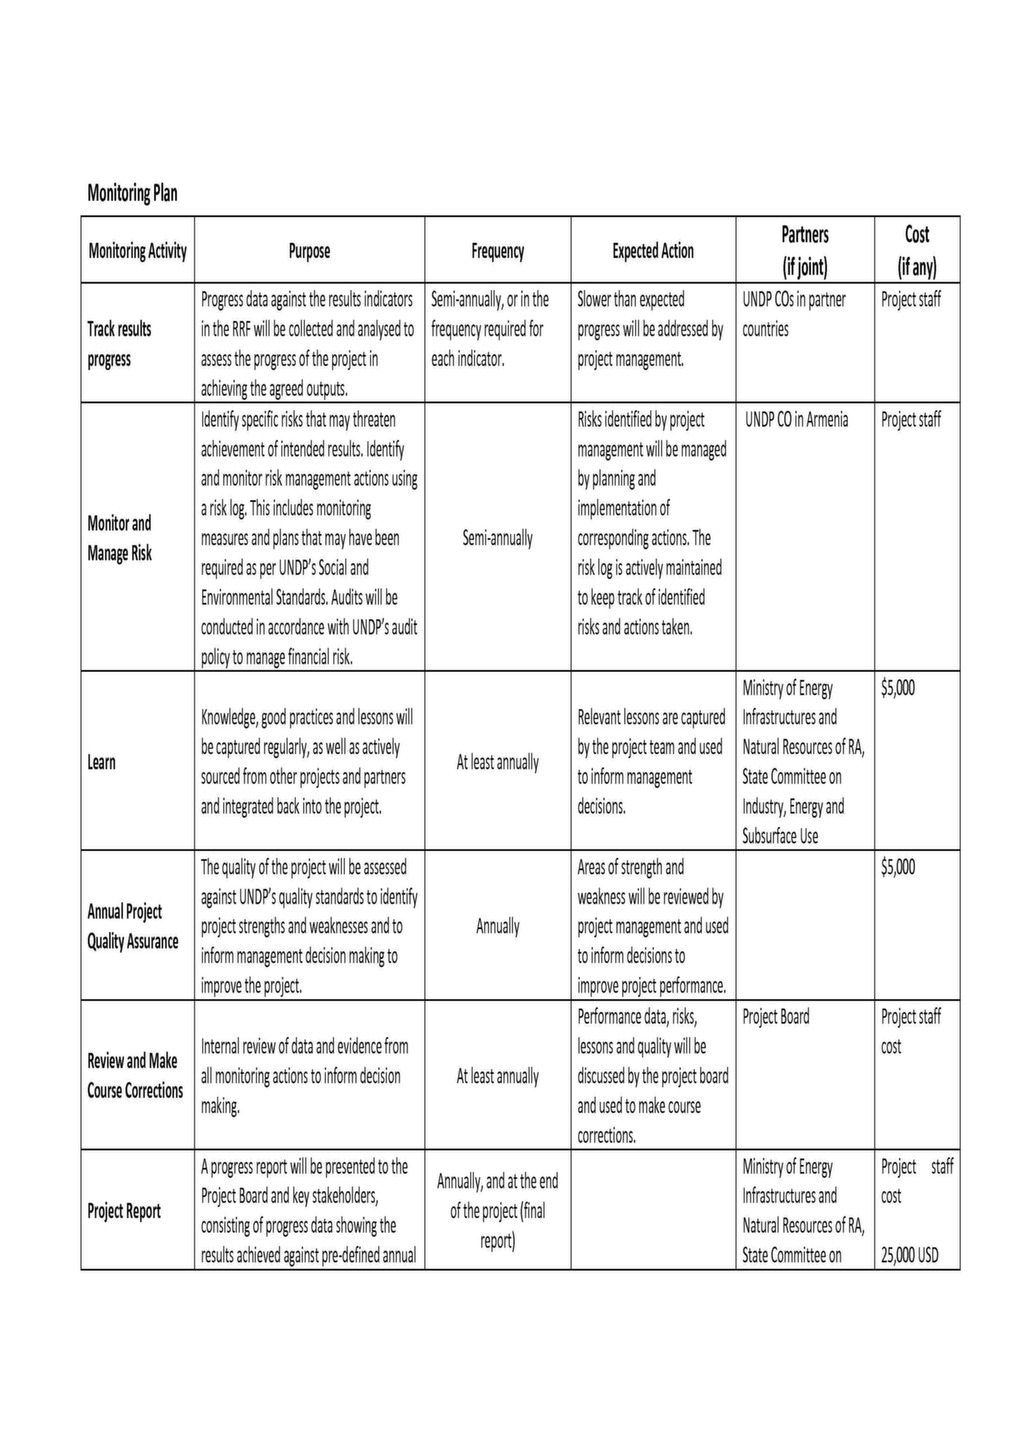 Monitoring Plan
Monitoring Activity
Purpose
Frequency
Expected Action
Partners
(if joint)
Cost
(if any)
Track results
progress
Progress data against the results indicators
in the RRF will be collected and analysed to
assess the progress of the project in
achieving the agreed outputs.
Semi-annually, or in the
frequency required for
each indicator.
Slower than expected
progress will be addressed by
project management.
UNDP COs in partner
countries
Project staff
Monitor and
Manage Risk
Identify specific risks that may threaten
achievement of intended results. Identify
and monitor risk management actions using
a risk log. This includes monitoring
measures and plans that may have been
required as per UNDP's Social and
Environmental Standards. Audits will be
conducted in accordance with UNDP's audit
policy to manage financial risk.
Semi-annually
Risks identified by project
management will be managed
by planning and
implementation of
corresponding actions. The
risk log is actively maintained
to keep track of identified
risks and actions taken.
UNDP CO in Armenia
Project staff
Learn
Knowledge, good practices and lessons will
be captured regularly, as well as actively
sourced from other projects and partners
and integrated back into the project.
At least annually
Relevant lessons are captured
by the project team and used
to inform management
decisions.
Ministry of Energy
Infrastructures and
Natural Resources of RA,
State Committee on
Industry, Energy and
Subsurface Use
$5,000
Annual Project
Quality Assurance
The quality of the project will be assessed
against UNDP's quality standards to identify
project strengths and weaknesses and to
inform management decision making to
improve the project.
Annually
Areas of strength and
weakness will be reviewed by
project management and used
to inform decisions to
improve project performance.
$5,000
Review and Make
Course Corrections
Internal review of data and evidence from
all monitoring actions to inform decision
making.
At least annually
Performance data, risks,
lessons and quality will be
discussed by the project board
and used to make course
corrections.
Project Board
Project staff
cost
Project Report
A progress report will be presented to the
Project Board and key stakeholders,
consisting of progress data showing the
results achieved against pre-defined annual
Annually, and at the end
of the project (final
report)
Ministry of Energy
Infrastructures and
Natural Resources of RA,
State Committee on
Project staff
cost
25,000 USD